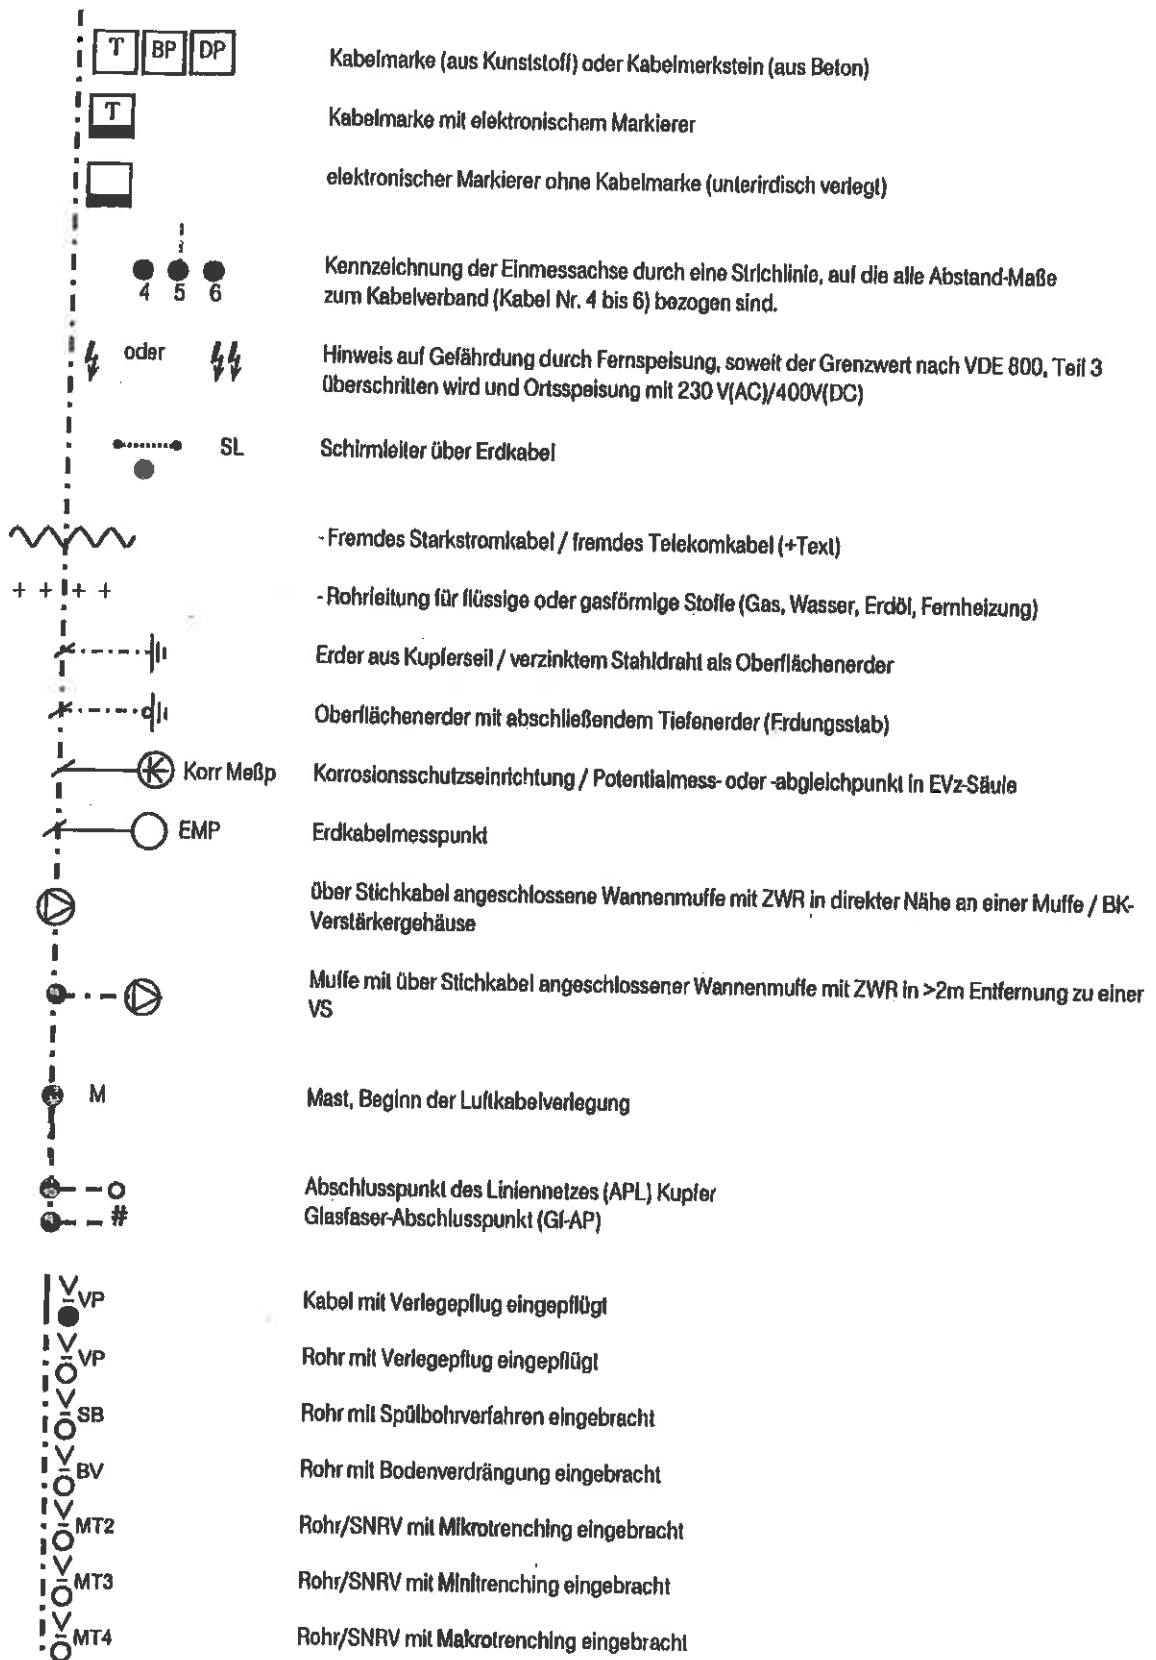 T BP DP Kabelmarke (aus Kunststoff) oder Kabelmerkstein (aus Beton)
T Kabelmarke mit elektronischem Markierer
elektronischer Markierer ohne Kabelmarke (unterirdisch verlegt)
Kennzeichnung der Einmessachse durch eine Strichlinie, auf die alle Abstand-Maße
4 5 6 zum Kabelverband (Kabel Nr. 4 bis 6) bezogen sind.
oder Hinweis auf Gefährdung durch Fernspeisung, soweit der Grenzwert nach VDE 800, Teil 3
überschritten wird und Ortsspeisung mit 230 V(AC)/400V(DC)
SL Schirmleiter über Erdkabel
- Fremdes Starkstromkabel / fremdes Telekomkabel (+Text)
+ + + + - Rohrleitung für flüssige oder gasförmige Stoffe (Gas, Wasser, Erdöl, Fernheizung)
Erder aus Kupferseil / verzinktem Stahldraht als Oberflächenerder
Oberflächenerder mit abschließendem Tiefenerder (Erdungsstab)
K Korr Meßp Korrosionsschutzeinrichtung / Potentialmess- oder -abgleichpunkt in EVz-Säule
EMP Erdkabelmesspunkt
über Stichkabel angeschlossene Wannenmuffe mit ZWR in direkter Nähe an einer Muffe / BK-
Verstärkergehäuse
Muffe mit über Stichkabel angeschlossener Wannenmuffe mit ZWR in >2m Entfernung zu einer
VS
M Mast, Beginn der Luftkabelverlegung
Abschlusspunkt des Liniennetzes (APL) Kupfer
# Glasfaser-Abschlusspunkt (Gf-AP)
VP Kabel mit Verlegepflug eingepflügt
VP Rohr mit Verlegepflug eingepflügt
SB Rohr mit Spülbohrverfahren eingebracht
BV Rohr mit Bodenverdrängung eingebracht
MT2 Rohr/SNRV mit Mikrotrenching eingebracht
MT3 Rohr/SNRV mit Minitrenching eingebracht
MT4 Rohr/SNRV mit Makrotrenching eingebracht